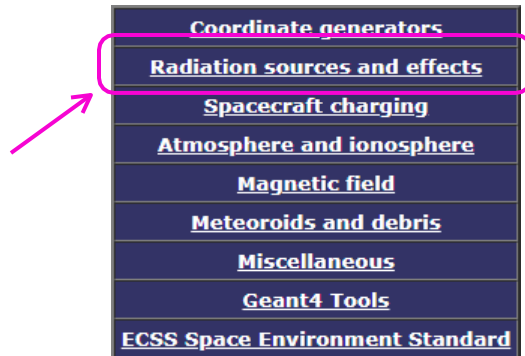 Coordinate generators
Radiation sources and effects
Spacecraft charging
Atmosphere and ionosphere
Magnetic field
Meteoroids and debris
Miscellaneous
Geant4 Tools
ECSS Space Environment Standard